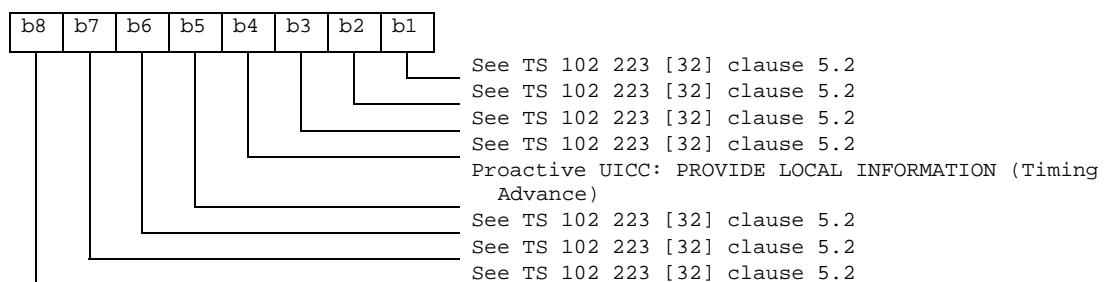 b8 b7 b6 b5 b4 b3 b2 b1
See TS 102 223 [32] clause 5.2
See TS 102 223 [32] clause 5.2
See TS 102 223 [32] clause 5.2
See TS 102 223 [32] clause 5.2
Proactive UICC: PROVIDE LOCAL INFORMATION (Timing
Advance)
See TS 102 223 [32] clause 5.2
See TS 102 223 [32] clause 5.2
See TS 102 223 [32] clause 5.2